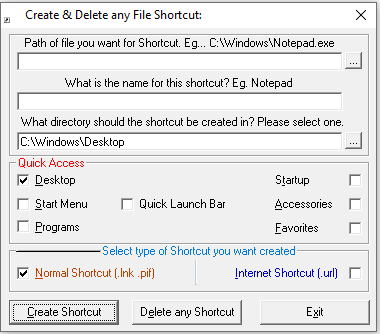 Create & Delete any File Shortcut:
Path of file you want for Shortcut. Eg... C:\Windows\Notepad.exe
...
What is the name for this shortcut? Eg. Notepad
What directory should the shortcut be created in? Please select one.
C:\Windows\Desktop
...
Quick Access
Desktop Startup
Start Menu Quick Launch Bar Accessories
Programs Favorites
Select type of Shortcut you want created
Normal Shortcut (.lnk .pif) Internet Shortcut (.url)
Create Shortcut Delete any Shortcut Exit